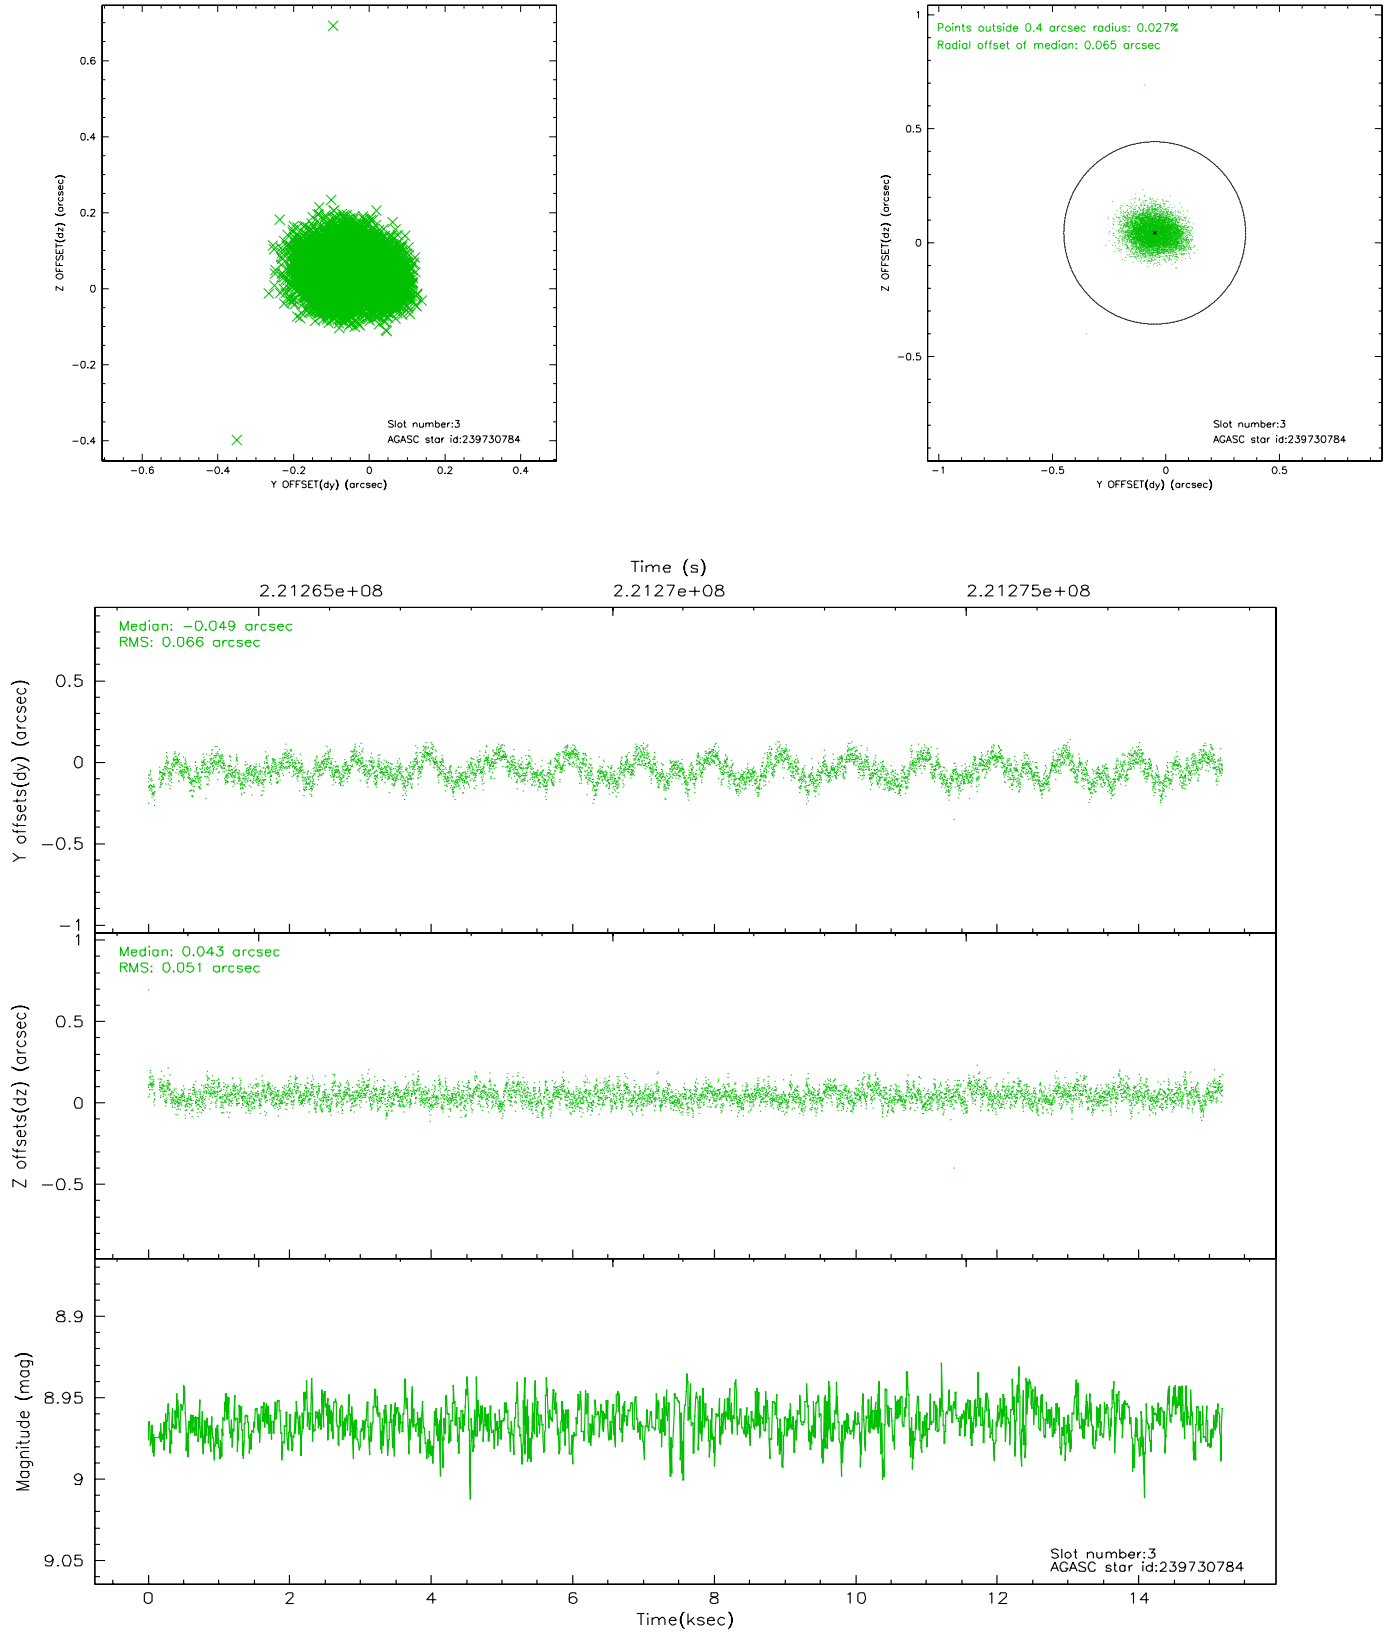 0.6
0.4
0.2
0
-0.2
-0.4
Z OFFSET(dz) (arcsec)
Slot number:3
AGASC star id:239730784
-0.6 -0.4 -0.2 0 0.2 0.4
Y OFFSET(dy) (arcsec)
Points outside 0.4 arcsec radius: 0.027%
Radial offset of median: 0.065 arcsec
1
0.5
0
-0.5
Z OFFSET(dz) (arcsec)
Slot number:3
AGASC star id:239730784
-1 -0.5 0 0.5
Y OFFSET(dy) (arcsec)
Time (s)
2.21265e+08 2.2127e+08 2.21275e+08
Median: -0.049 arcsec
RMS: 0.066 arcsec
0.5
0
-0.5
-1
Y offsets(dy) (arcsec)
Median: 0.043 arcsec
RMS: 0.051 arcsec
1
0.5
0
-0.5
Z offsets(dz) (arcsec)
8.9
8.95
9
9.05
Magnitude (mag)
Slot number:3
AGASC star id:239730784
0 2 4 6 8 10 12 14
Time(ksec)